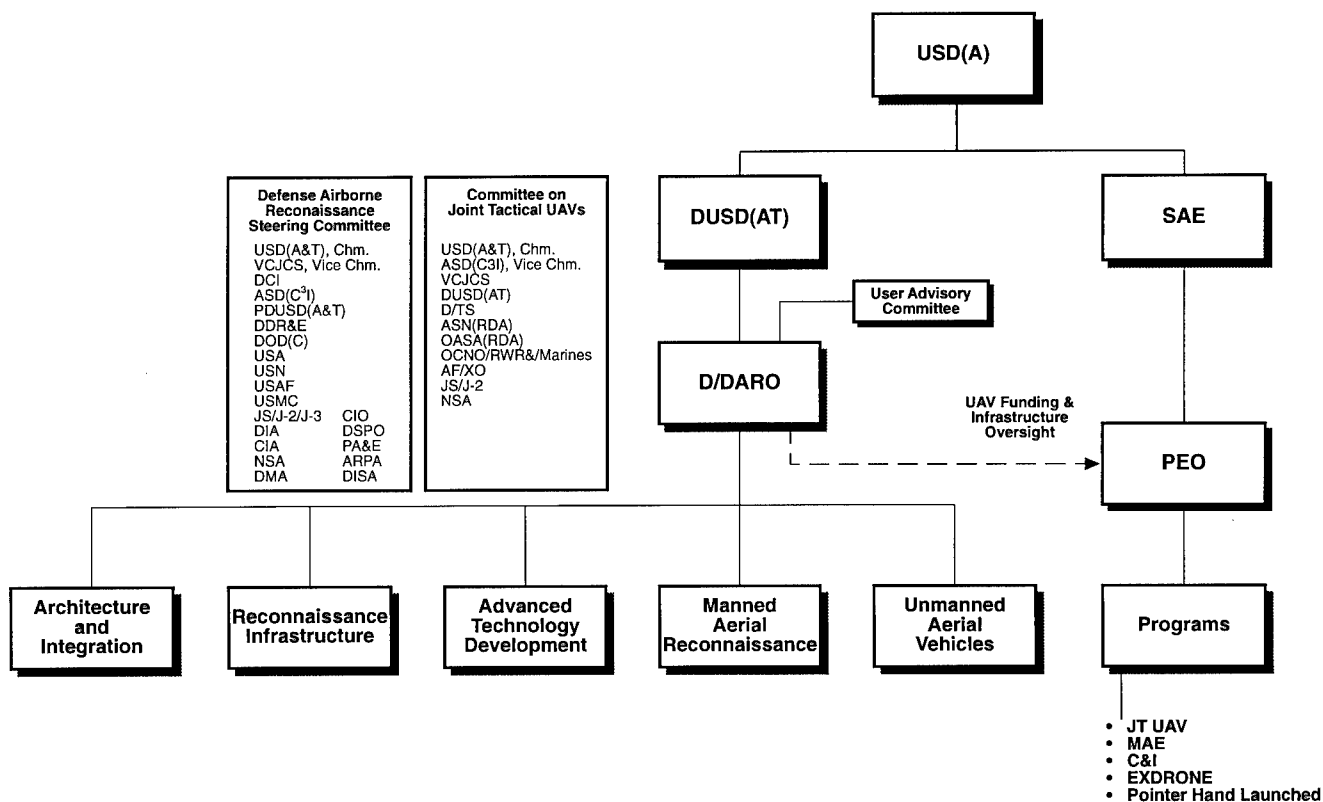 USD(A)
Defense Airborne
Reconaissance
Steering Committee
USD(A&T), Chm.
VCJCS, Vice Chm.
DCI
ASD(C³I)
PDUSD(A&T)
DDR&E
DOD(C)
USA
USN
USAF
USMC
JS/J-2/J-3 CIO
DIA DSPO
CIA PA&E
NSA ARPA
DMA DISA
Committee on
Joint Tactical UAVs
USD(A&T), Chm.
ASD(C3I), Vice Chm.
VCJCS
DUSD(AT)
D/TS
ASN(RDA)
OASA(RDA)
OCNO/RWR&/Marines
AF/XO
JS/J-2
NSA
DUSD(AT)
SAE
User Advisory
Committee
D/DARO
UAV Funding &
Infrastructure
Oversight
PEO
Architecture
and
Integration
Reconnaissance
Infrastructure
Advanced
Technology
Development
Manned
Aerial
Reconnaissance
Unmanned
Aerial
Vehicles
Programs
• JT UAV
• MAE
• C&I
• EXDRONE
• Pointer Hand Launched